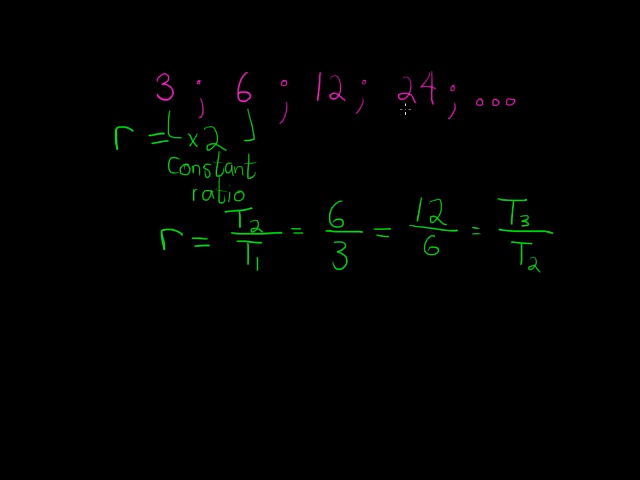 3 ; 6 ; 12 ; 24 ; ...
r = [ × 2 ]
Constant
ratio
r = T₂/T₁ = 6/3 = 12/6 = T₃/T₂